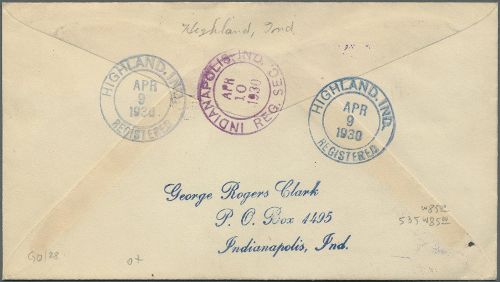 Highland, Ind
HIGHLAND, IND.
APR
9
1930
REGISTERED
INDIANAPOLIS, IND. REG. SEC.
APR
10
1930
HIGHLAND, IND.
APR
9
1930
REGISTERED
George Rogers Clark
P. O. Box 1495
Indianapolis, Ind.